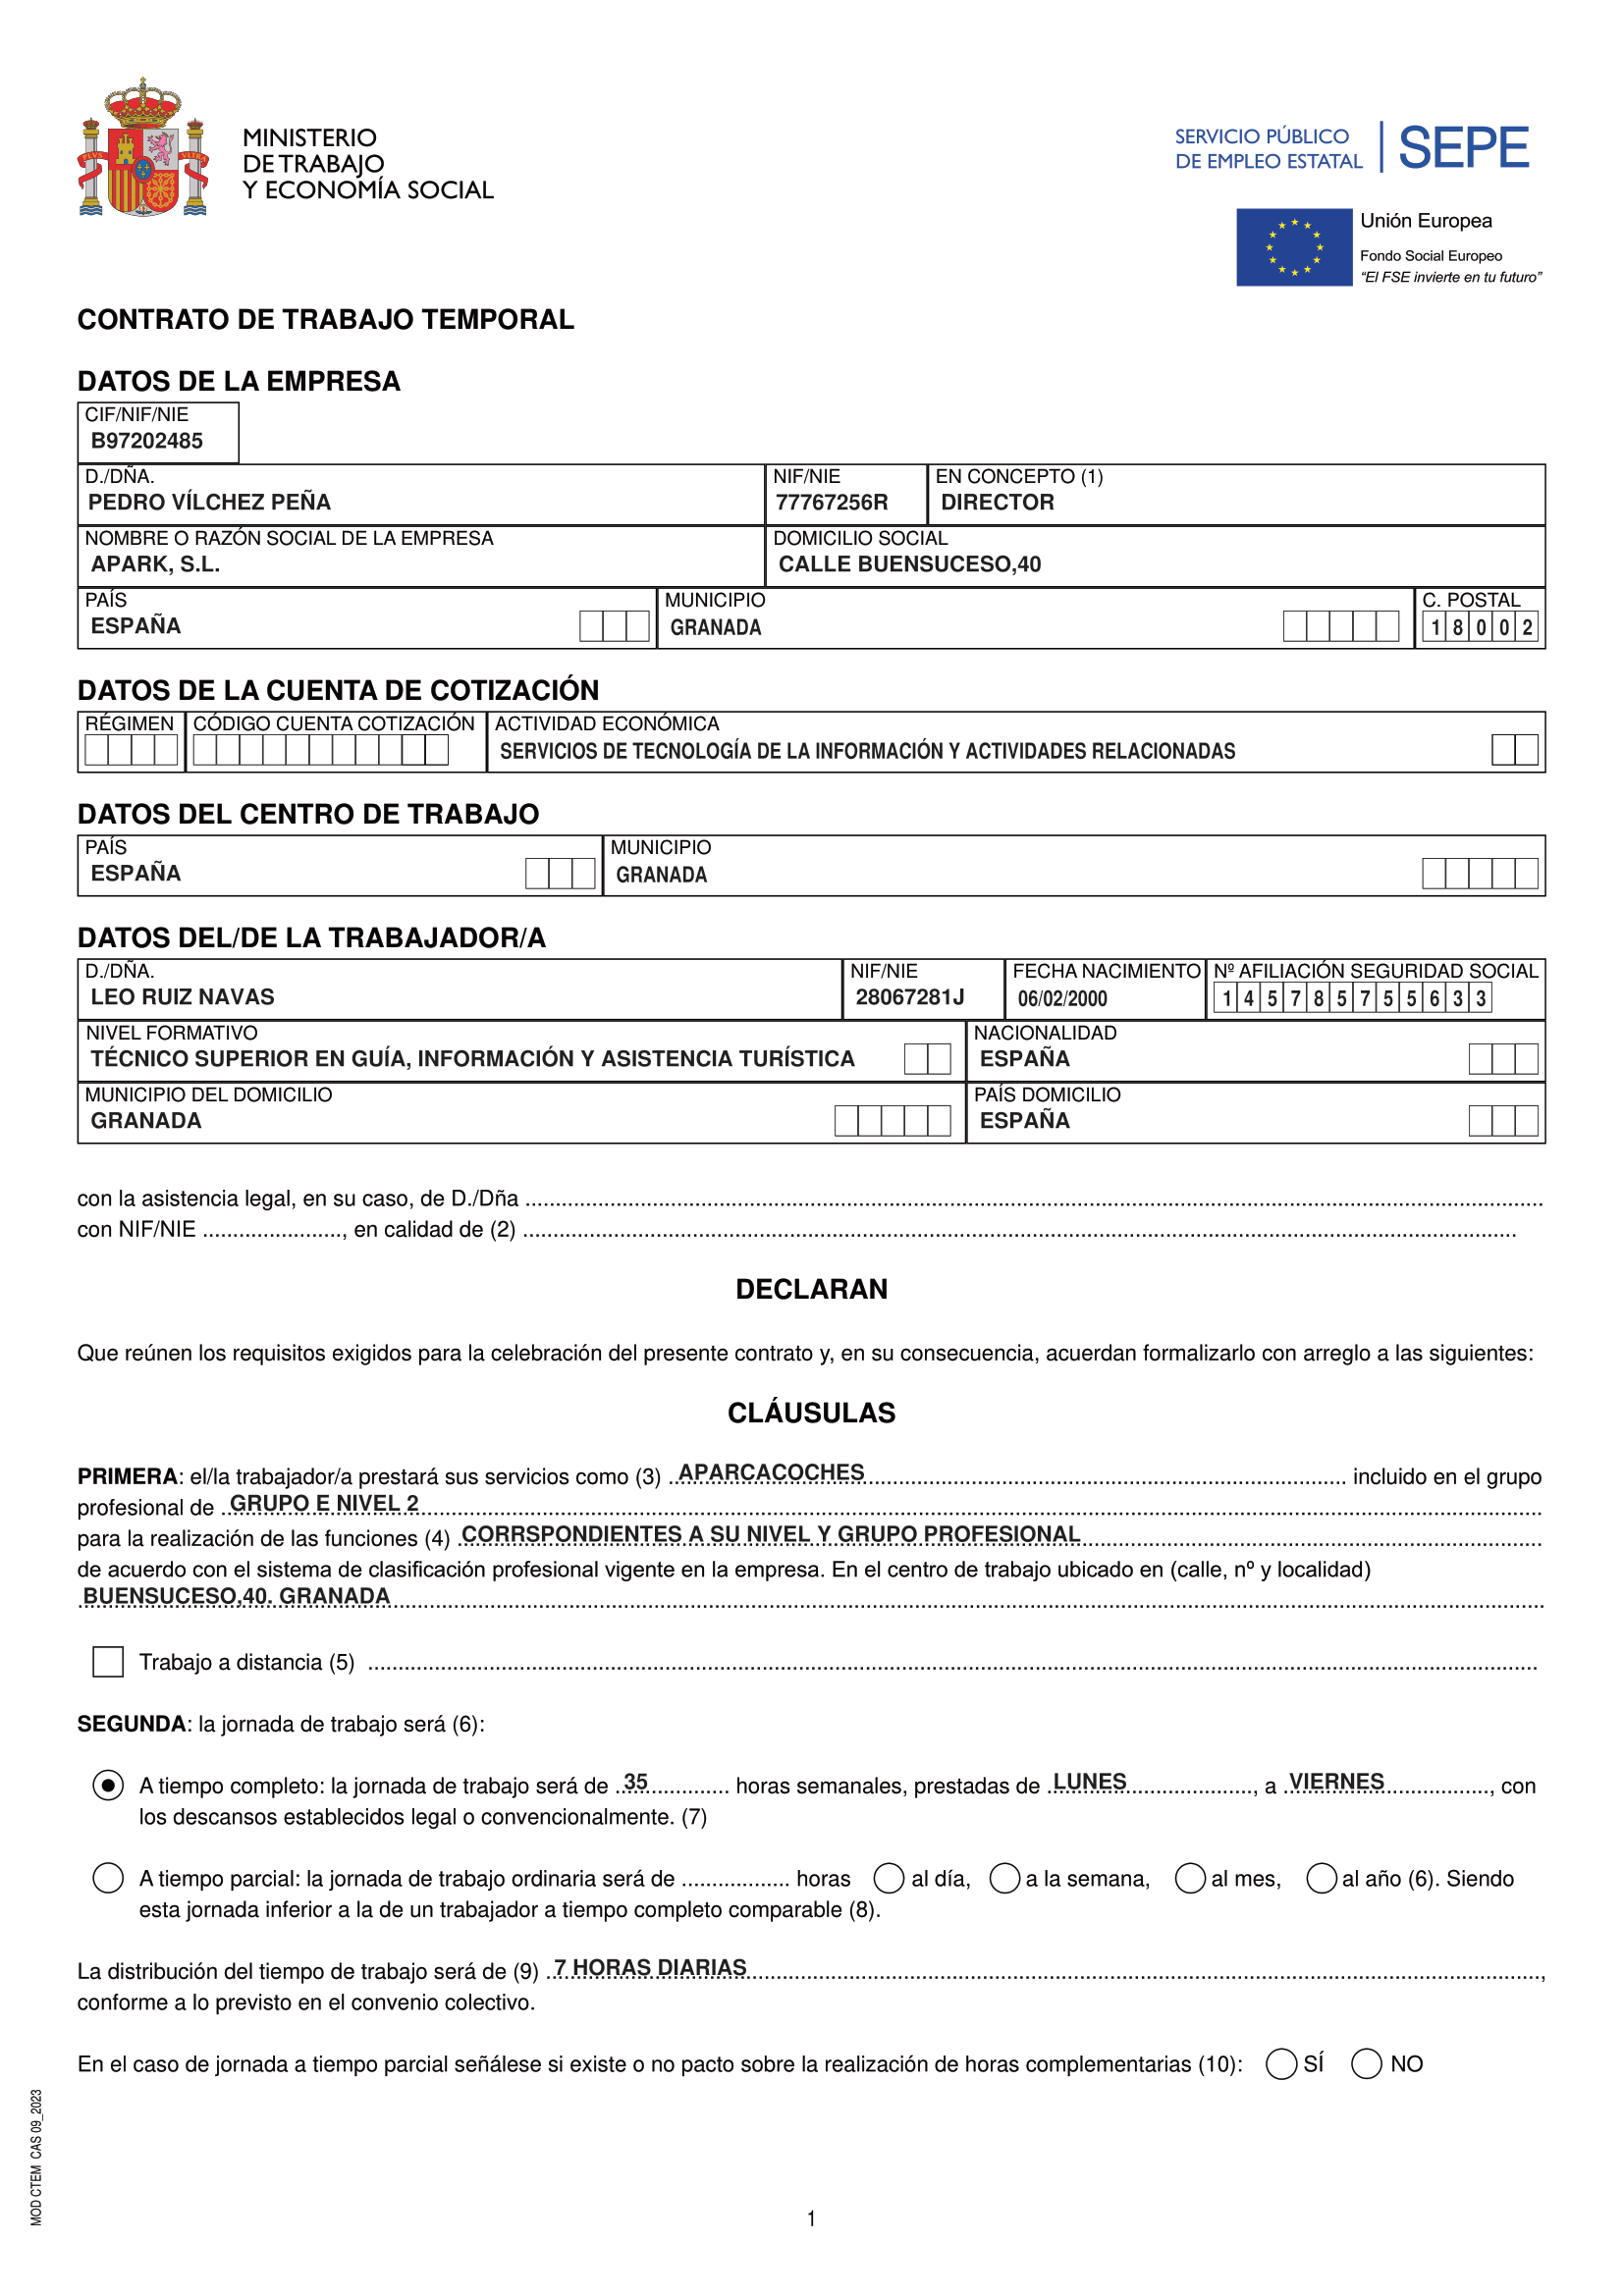 MINISTERIO
DE TRABAJO
Y ECONOMÍA SOCIAL
PLVS VLTRA
SERVICIO PÚBLICO
DE EMPLEO ESTATAL
SEPE
Unión Europea
Fondo Social Europeo
“El FSE invierte en tu futuro”
CONTRATO DE TRABAJO TEMPORAL
DATOS DE LA EMPRESA
CIF/NIF/NIE
B97202485
D./DÑA. NIF/NIE EN CONCEPTO (1)
PEDRO VÍLCHEZ PEÑA 77767256R DIRECTOR
NOMBRE O RAZÓN SOCIAL DE LA EMPRESA DOMICILIO SOCIAL
APARK, S.L. CALLE BUENSUCESO,40
PAÍS MUNICIPIO C. POSTAL
ESPAÑA GRANADA 18002
DATOS DE LA CUENTA DE COTIZACIÓN
RÉGIMEN CÓDIGO CUENTA COTIZACIÓN ACTIVIDAD ECONÓMICA
SERVICIOS DE TECNOLOGÍA DE LA INFORMACIÓN Y ACTIVIDADES RELACIONADAS
DATOS DEL CENTRO DE TRABAJO
PAÍS MUNICIPIO
ESPAÑA GRANADA
DATOS DEL/DE LA TRABAJADOR/A
D./DÑA. NIF/NIE FECHA NACIMIENTO Nº AFILIACIÓN SEGURIDAD SOCIAL
LEO RUIZ NAVAS 28067281J 06/02/2000 145785755633
NIVEL FORMATIVO NACIONALIDAD
TÉCNICO SUPERIOR EN GUÍA, INFORMACIÓN Y ASISTENCIA TURÍSTICA ESPAÑA
MUNICIPIO DEL DOMICILIO PAÍS DOMICILIO
GRANADA ESPAÑA
con la asistencia legal, en su caso, de D./Dña
con NIF/NIE ......................., en calidad de (2)
DECLARAN
Que reúnen los requisitos exigidos para la celebración del presente contrato y, en su consecuencia, acuerdan formalizarlo con arreglo a las siguientes:
CLÁUSULAS
PRIMERA: el/la trabajador/a prestará sus servicios como (3) APARCACOCHES incluido en el grupo
profesional de GRUPO E NIVEL 2
para la realización de las funciones (4) CORRSPONDIENTES A SU NIVEL Y GRUPO PROFESIONAL
de acuerdo con el sistema de clasificación profesional vigente en la empresa. En el centro de trabajo ubicado en (calle, nº y localidad)
BUENSUCESO,40. GRANADA
Trabajo a distancia (5)
SEGUNDA: la jornada de trabajo será (6):
A tiempo completo: la jornada de trabajo será de 35 horas semanales, prestadas de LUNES, a VIERNES, con
los descansos establecidos legal o convencionalmente. (7)
A tiempo parcial: la jornada de trabajo ordinaria será de .................. horas al día, a la semana, al mes, al año (6). Siendo
esta jornada inferior a la de un trabajador a tiempo completo comparable (8).
La distribución del tiempo de trabajo será de (9) 7 HORAS DIARIAS,
conforme a lo previsto en el convenio colectivo.
En el caso de jornada a tiempo parcial señálese si existe o no pacto sobre la realización de horas complementarias (10): SÍ NO
MOD CTEM CAS 09_2023
1